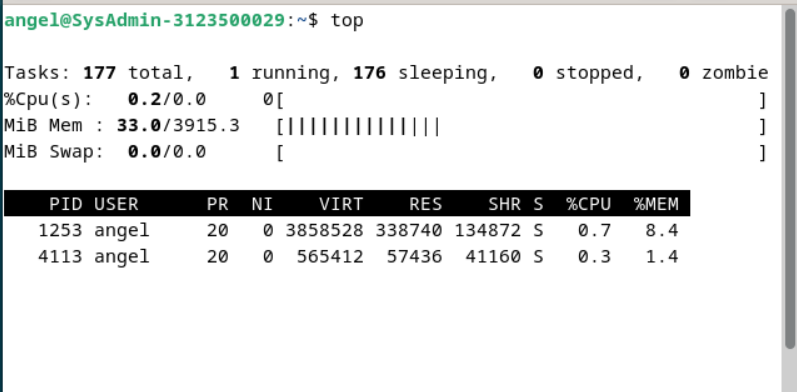 angel@SysAdmin-3123500029:~$ top
Tasks: 177 total,   1 running, 176 sleeping,   0 stopped,   0 zombie
%Cpu(s):   0.2/0.0     0[                                          ]
MiB Mem : 33.0/3915.3   [||||||||||||||                            ]
MiB Swap:  0.0/0.0      [                                          ]
    PID USER      PR  NI    VIRT    RES    SHR S  %CPU  %MEM
   1253 angel     20   0 3858528 338740 134872 S   0.7   8.4
   4113 angel     20   0  565412  57436  41160 S   0.3   1.4